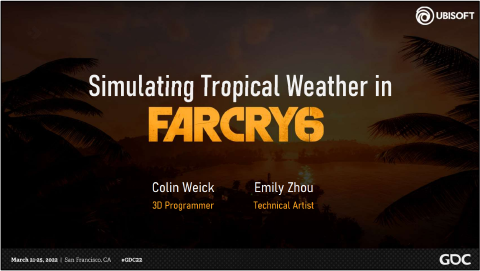 UBISOFT
Simulating Tropical Weather in
FARCRY6
Colin Weick
3D Programmer
Emily Zhou
Technical Artist
March 21-25, 2022 | San Francisco, CA #GDC22
GDC